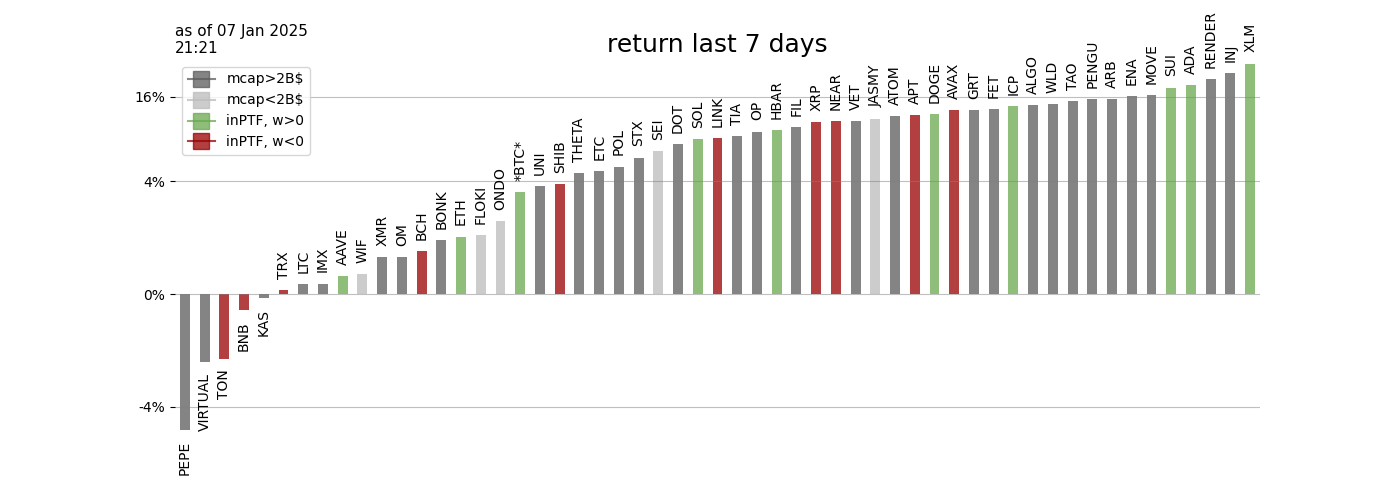 as of 07 Jan 2025
21:21
return last 7 days
mcap>2B$
mcap<2B$
inPTF, w>0
inPTF, w<0
16%
4%
0%
-4%
PEPE
VIRTUAL
TON
BNB
KAS
TRX
LTC
IMX
AAVE
WIF
XMR
OM
BCH
BONK
ETH
FLOKI
ONDO
*BTC*
UNI
SHIB
THETA
ETC
POL
STX
SEI
DOT
SOL
LINK
TIA
OP
HBAR
FIL
XRP
NEAR
VET
JASMY
ATOM
APT
DOGE
AVAX
GRT
FET
ICP
ALGO
WLD
TAO
PENGU
ARB
ENA
MOVE
SUI
ADA
RENDER
INJ
XLM